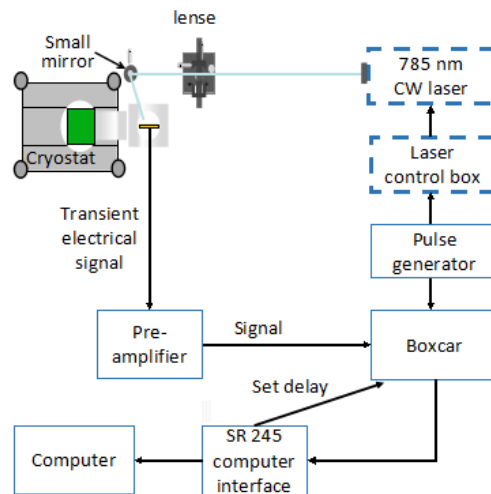 lense
Small
mirror
785 nm
CW laser
Cryostat
Laser
control box
Transient
electrical
signal
Pulse
generator
Pre-
amplifier
Signal
Boxcar
Set delay
Computer
SR 245
computer
interface